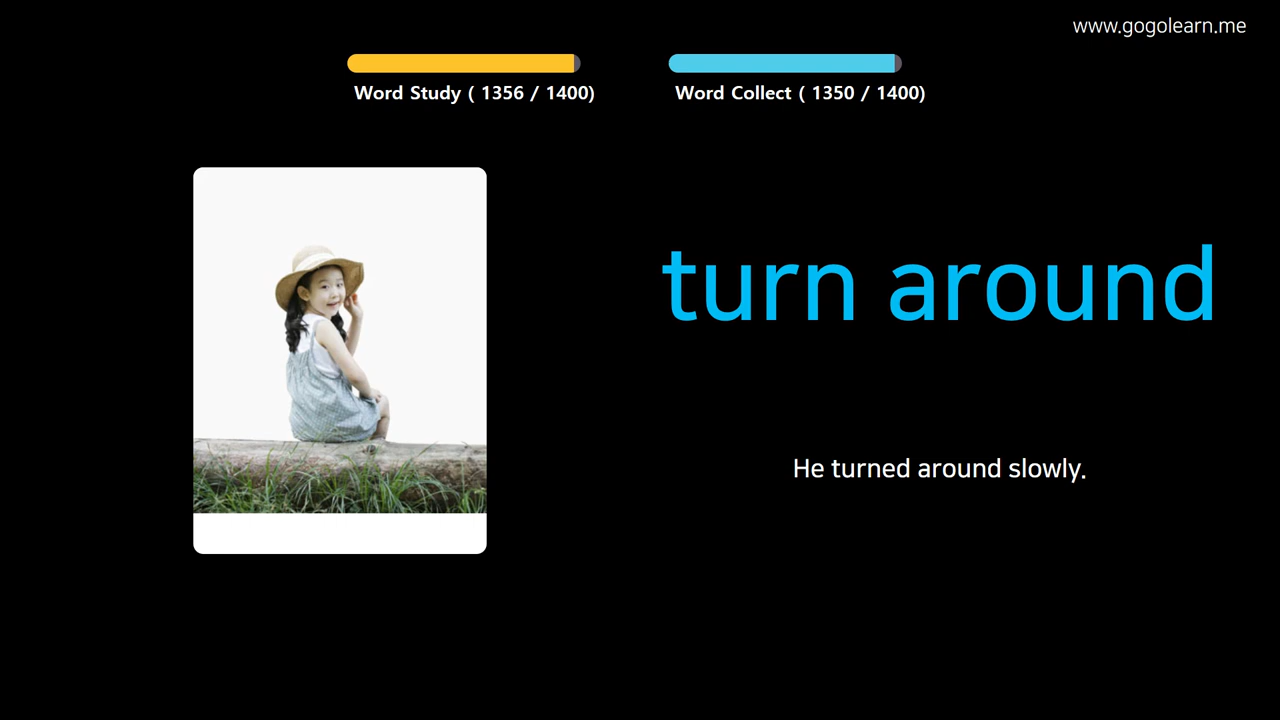 www.gogolearn.me
Word Study ( 1356 / 1400)
Word Collect ( 1350 / 1400)
turn around
He turned around slowly.